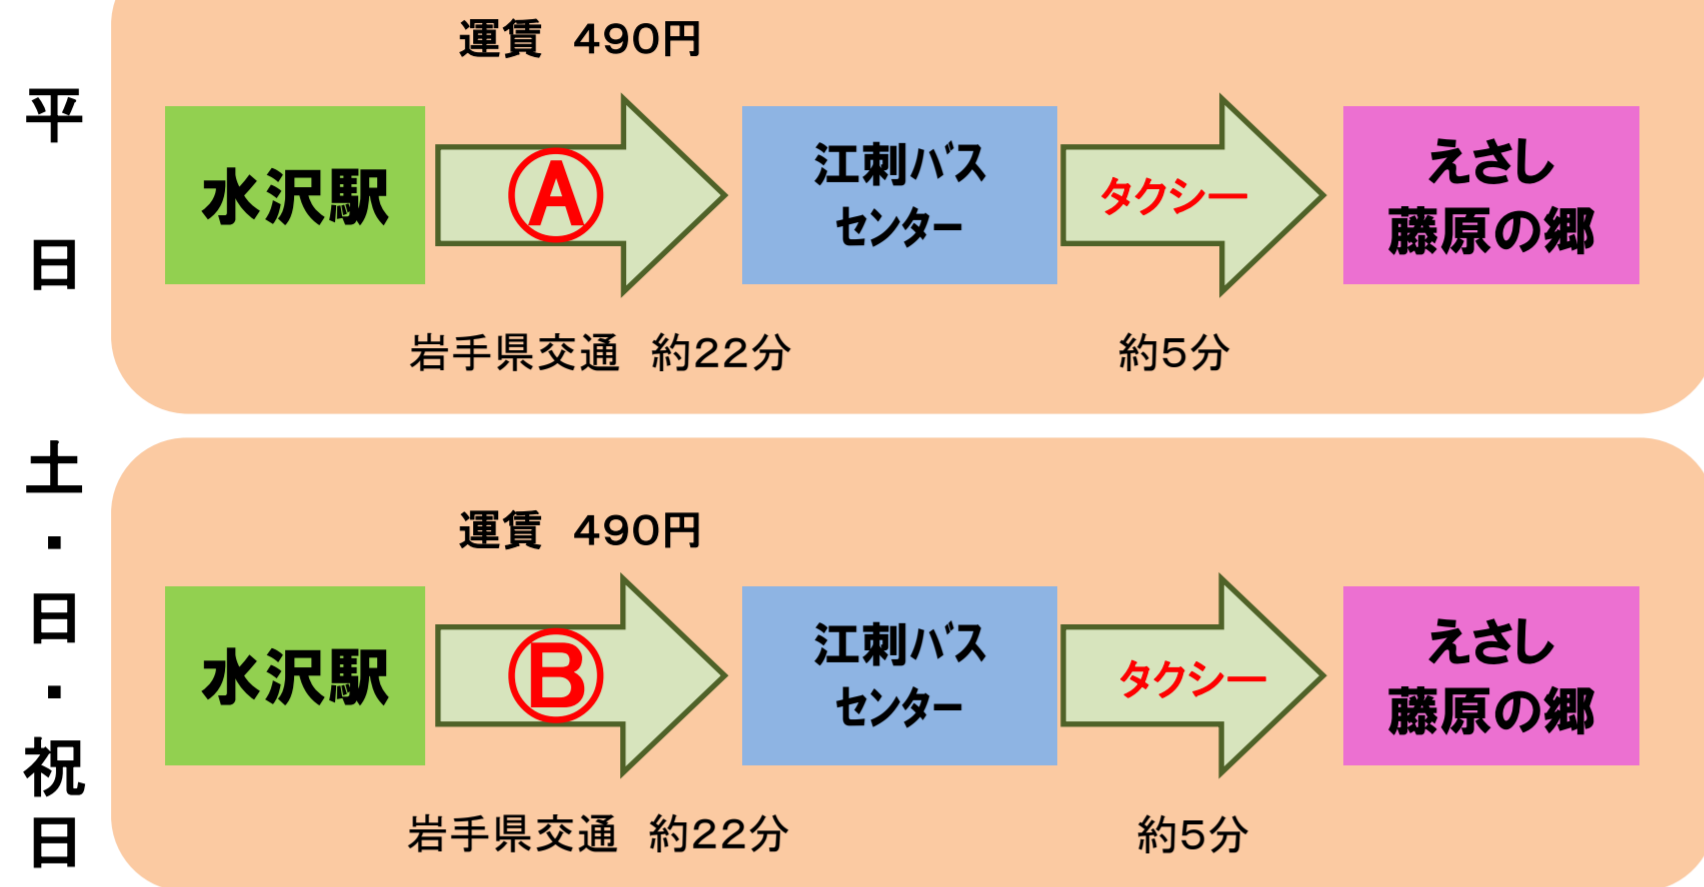 平日
運賃　490円
水沢駅
Ⓐ
江刺バス
センター
タクシー
えさし
藤原の郷
岩手県交通　約22分
約5分
土・日・祝日
運賃　490円
水沢駅
Ⓑ
江刺バス
センター
タクシー
えさし
藤原の郷
岩手県交通　約22分
約5分